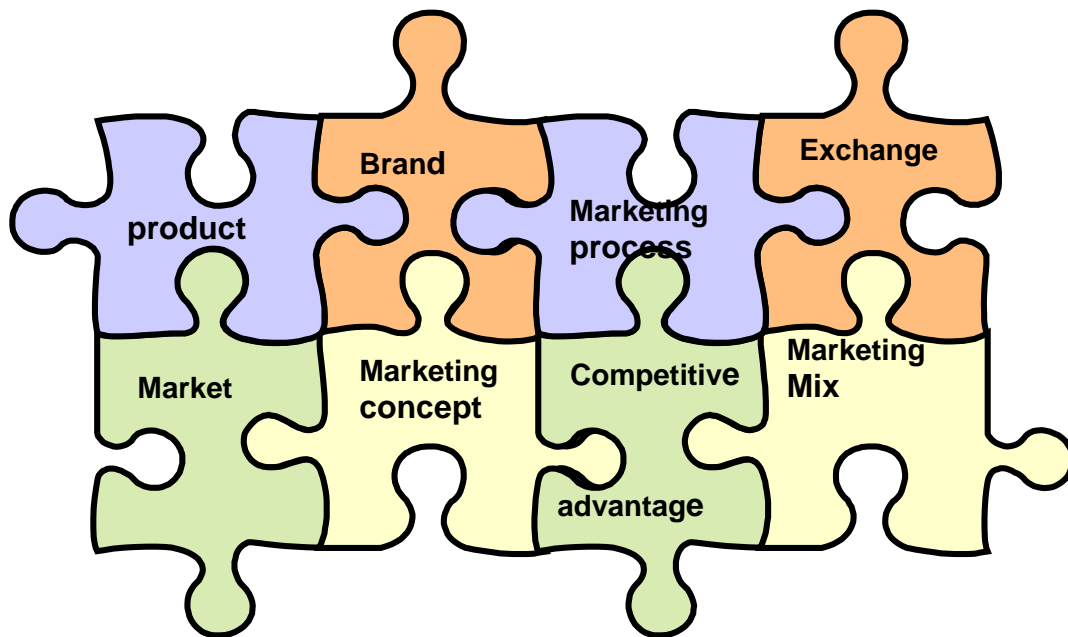 product
Brand
Marketing
process
Exchange
Market
Marketing
concept
Competitive
advantage
Marketing
Mix